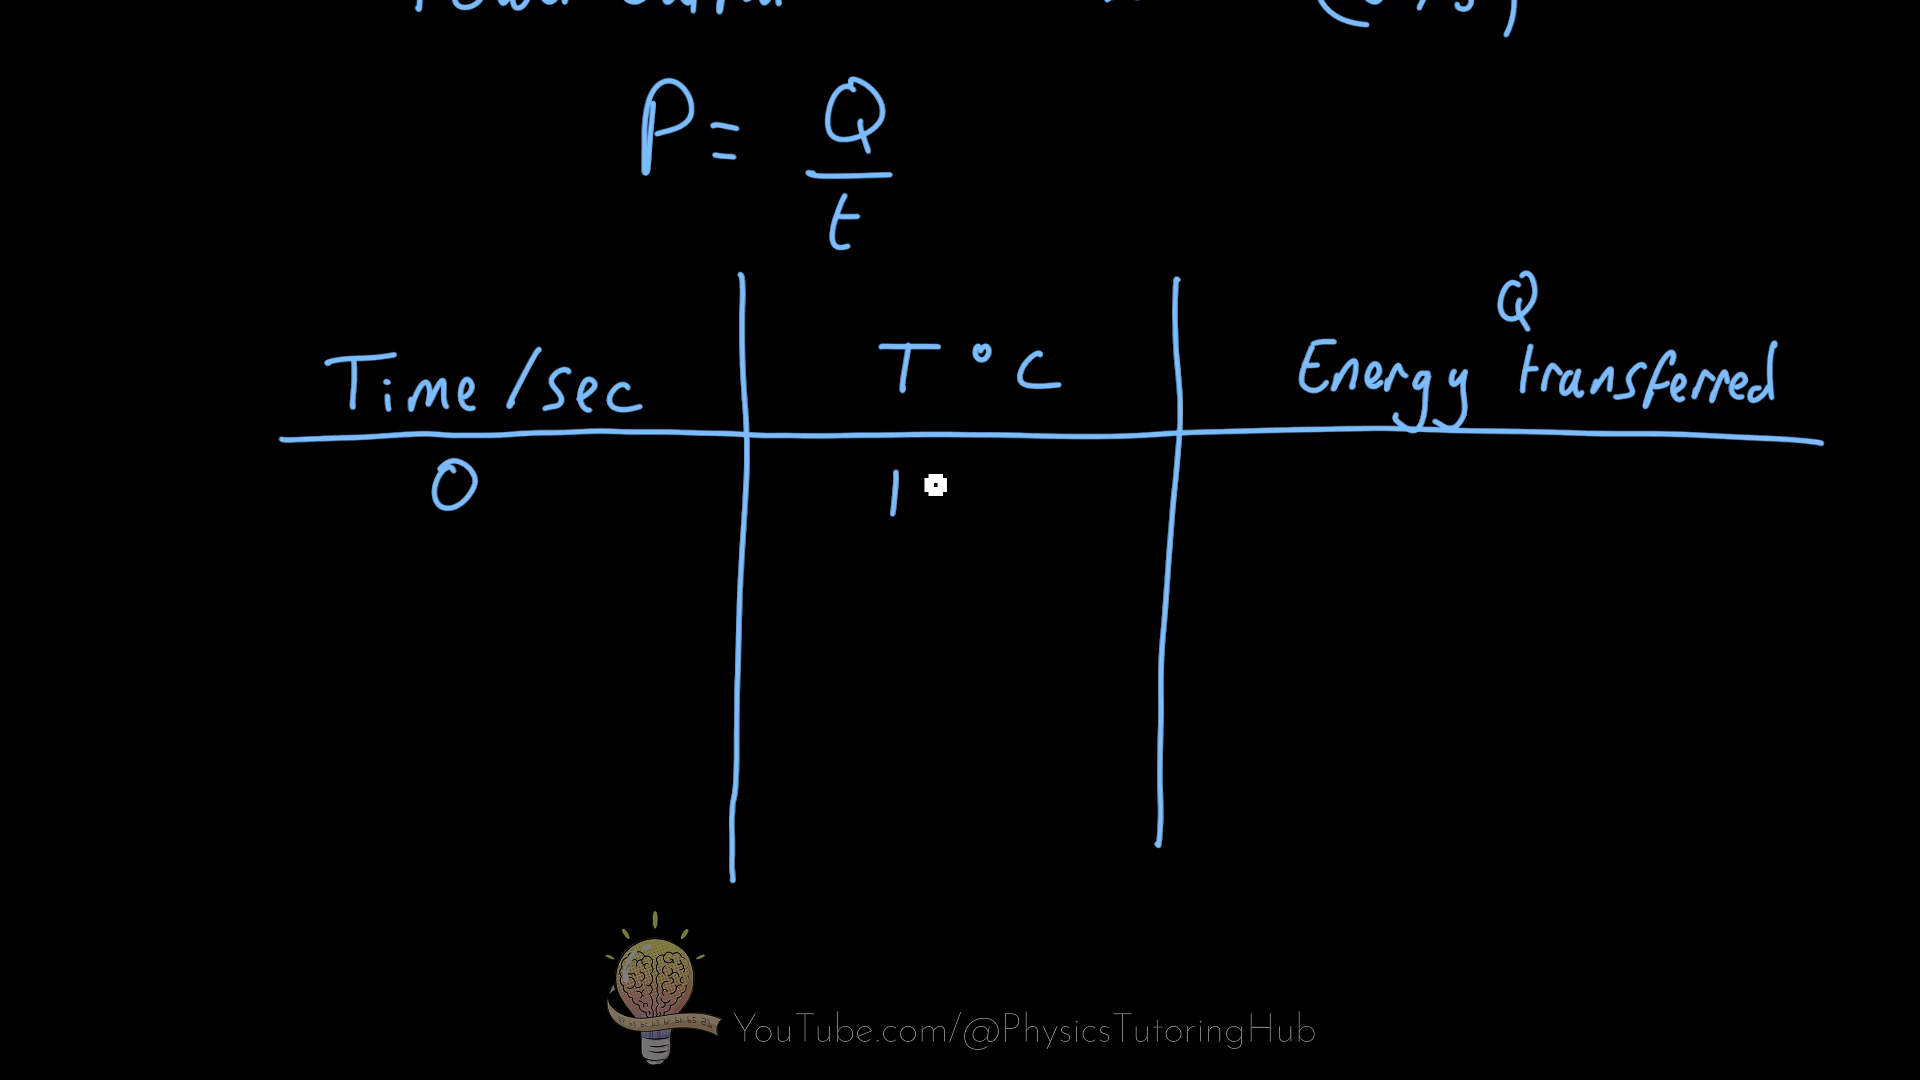 P = Q
t
Q
Time/sec T °C Energy transferred
0 1
YouTube.com/@PhysicsTutoringHub